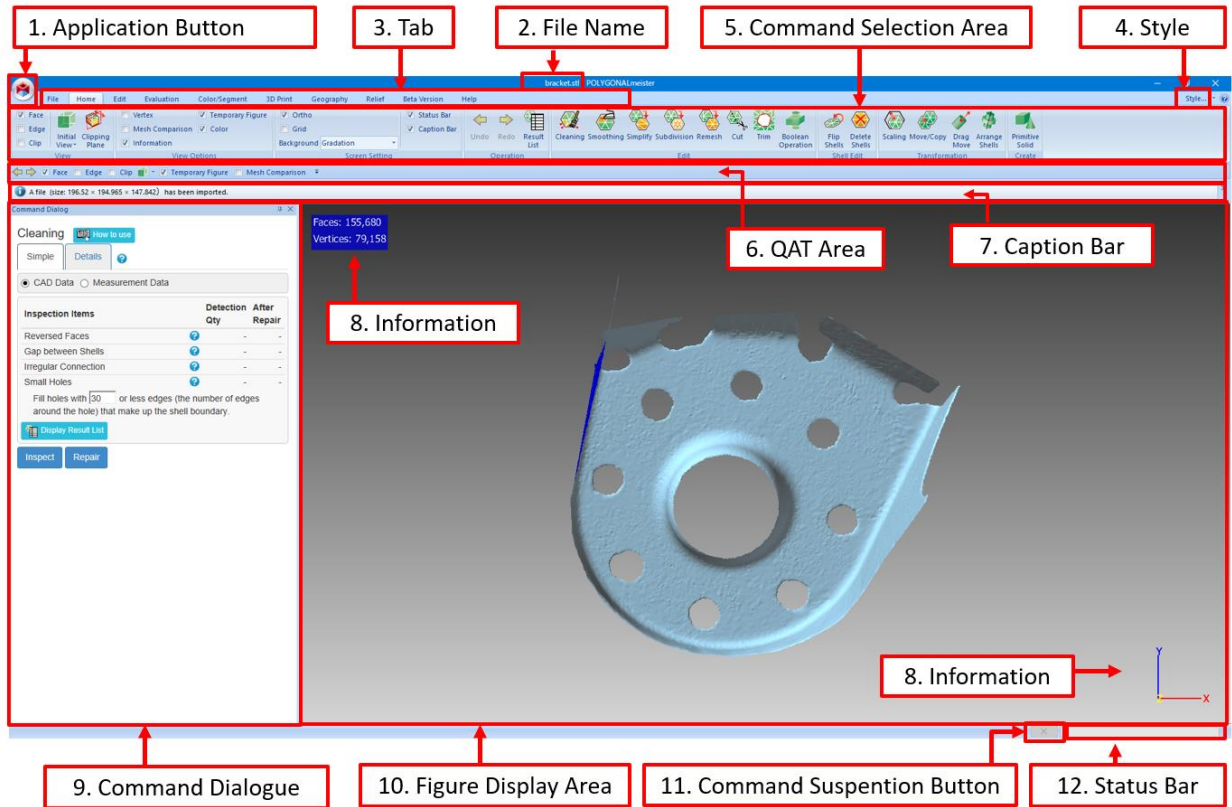 1. Application Button
3. Tab
2. File Name
5. Command Selection Area
4. Style
bracket.stl POLYGONALmeister
File Home Edit Evaluation Color/Segment 3D Print Geography Relief Beta Version Help Style...
Face Vertex Temporary Figure Ortho Status Bar
Edge Mesh Comparison Color Grid Caption Bar
Clip Information Background Gradation
Initial View Clipping Plane
Undo Redo Result List
Cleaning Smoothing Simplify Subdivision Remesh Cut Trim Boolean Operation
Flip Shells Delete Shells
Scaling Move/Copy Drag Move Arrange Shells
Primitive Solid
View View Options Screen Setting Operation Edit Shell Edit Transformation Create
Face Edge Clip Temporary Figure Mesh Comparison
A file (size: 196.52 × 194.965 × 147.842) has been imported.
Command Dialog
Cleaning How to use
Simple Details
CAD Data Measurement Data
Inspection Items Detection Qty After Repair
Reversed Faces - -
Gap between Shells - -
Irregular Connection - -
Small Holes - -
Fill holes with 30 or less edges (the number of edges
around the hole) that make up the shell boundary.
Display Result List
Inspect Repair
Faces: 155,680
Vertices: 79,158
6. QAT Area
7. Caption Bar
8. Information
8. Information
Y
X
9. Command Dialogue
10. Figure Display Area
11. Command Suspention Button
12. Status Bar